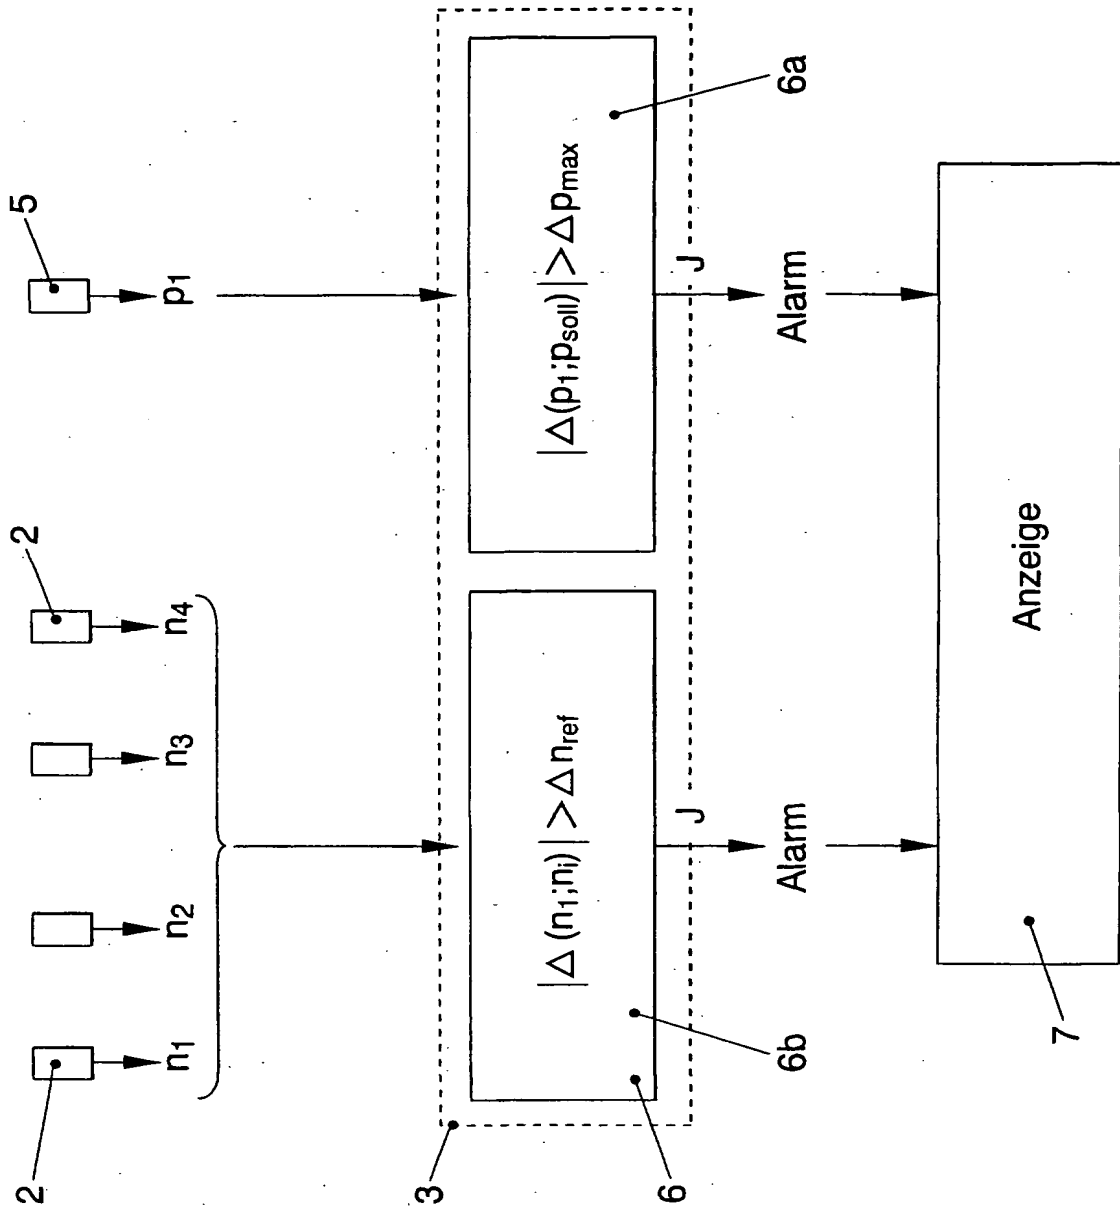 2
2
5
n1
n2
n3
n4
p1
3
|Δ(n1;ni)|>Δnref
|Δ(p1;psoll)|>Δpmax
6
6b
6a
J
J
Alarm
Alarm
Anzeige
7